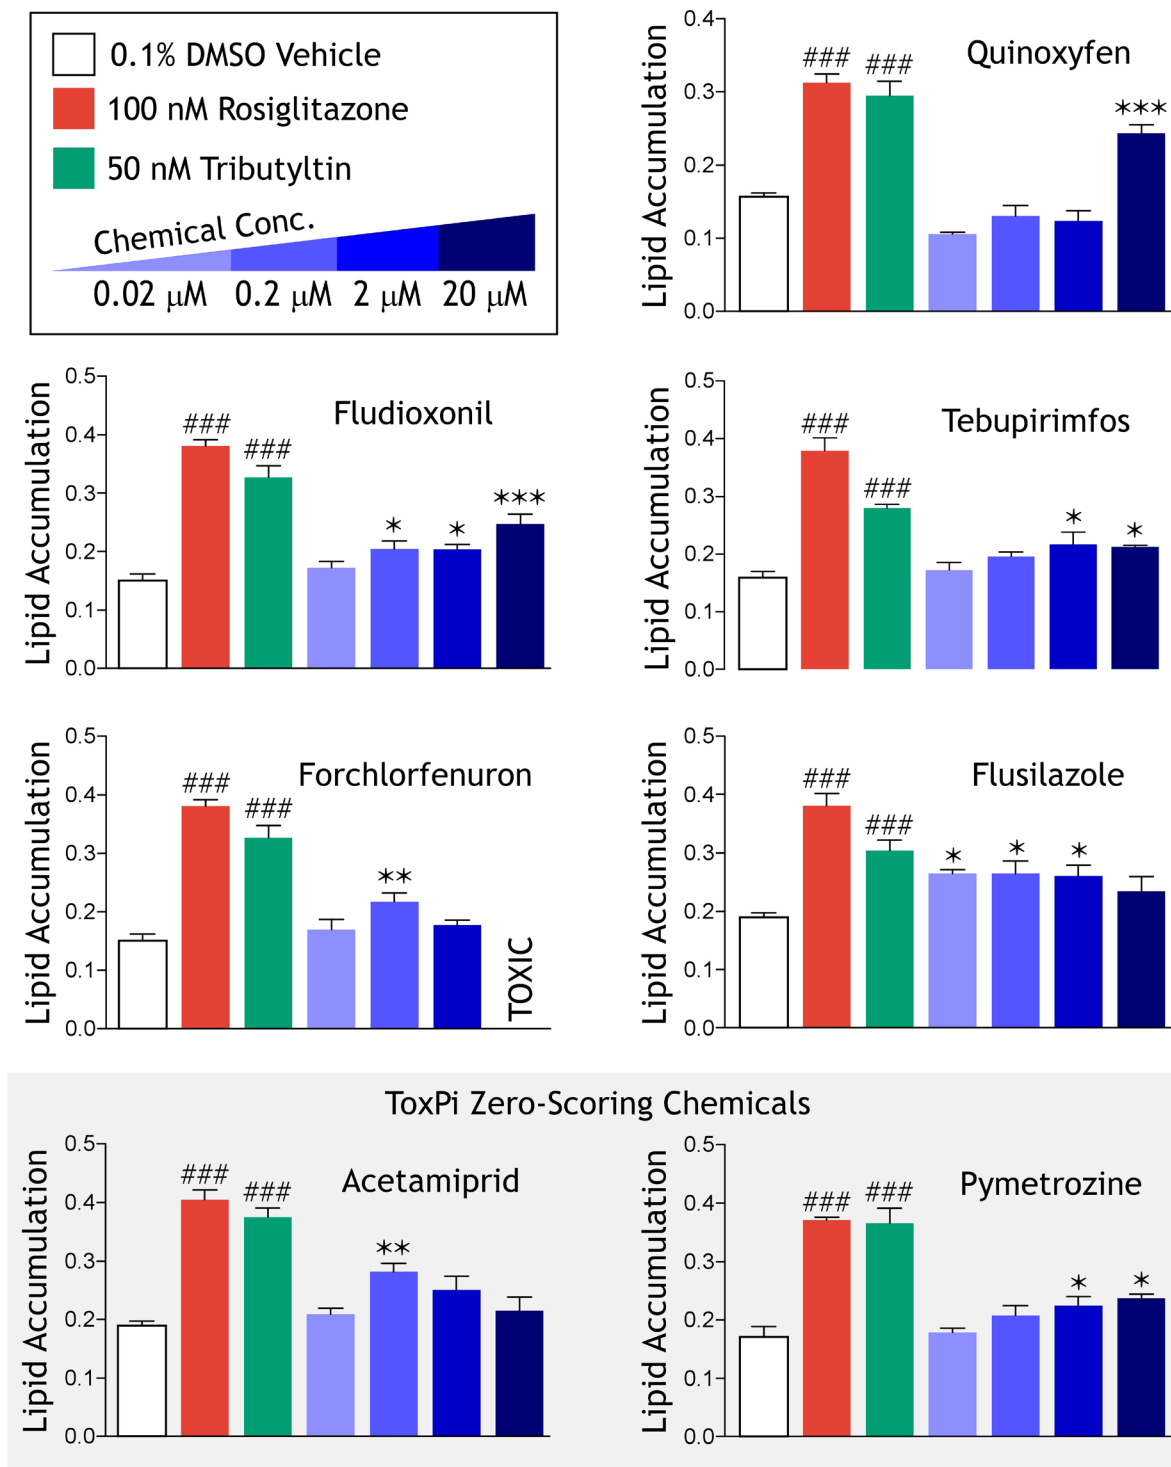 0.1% DMSO Vehicle
100 nM Rosiglitazone
50 nM Tributyltin
Chemical Conc.
0.02 μM 0.2 μM 2 μM 20 μM
Quinoxyfen
Lipid Accumulation
0.4
0.3
0.2
0.1
0.0
### ### ***
Fludioxonil
Lipid Accumulation
0.5
0.4
0.3
0.2
0.1
0.0
### ### * * ***
Tebupirimfos
Lipid Accumulation
0.5
0.4
0.3
0.2
0.1
0.0
### ### * *
Forchlorfenuron
Lipid Accumulation
0.5
0.4
0.3
0.2
0.1
0.0
### ### **
TOXIC
Flusilazole
Lipid Accumulation
0.5
0.4
0.3
0.2
0.1
0.0
### ### * * *
ToxPi Zero-Scoring Chemicals
Acetamiprid
Lipid Accumulation
0.5
0.4
0.3
0.2
0.1
0.0
### ### **
Pymetrozine
Lipid Accumulation
0.5
0.4
0.3
0.2
0.1
0.0
### ### * *